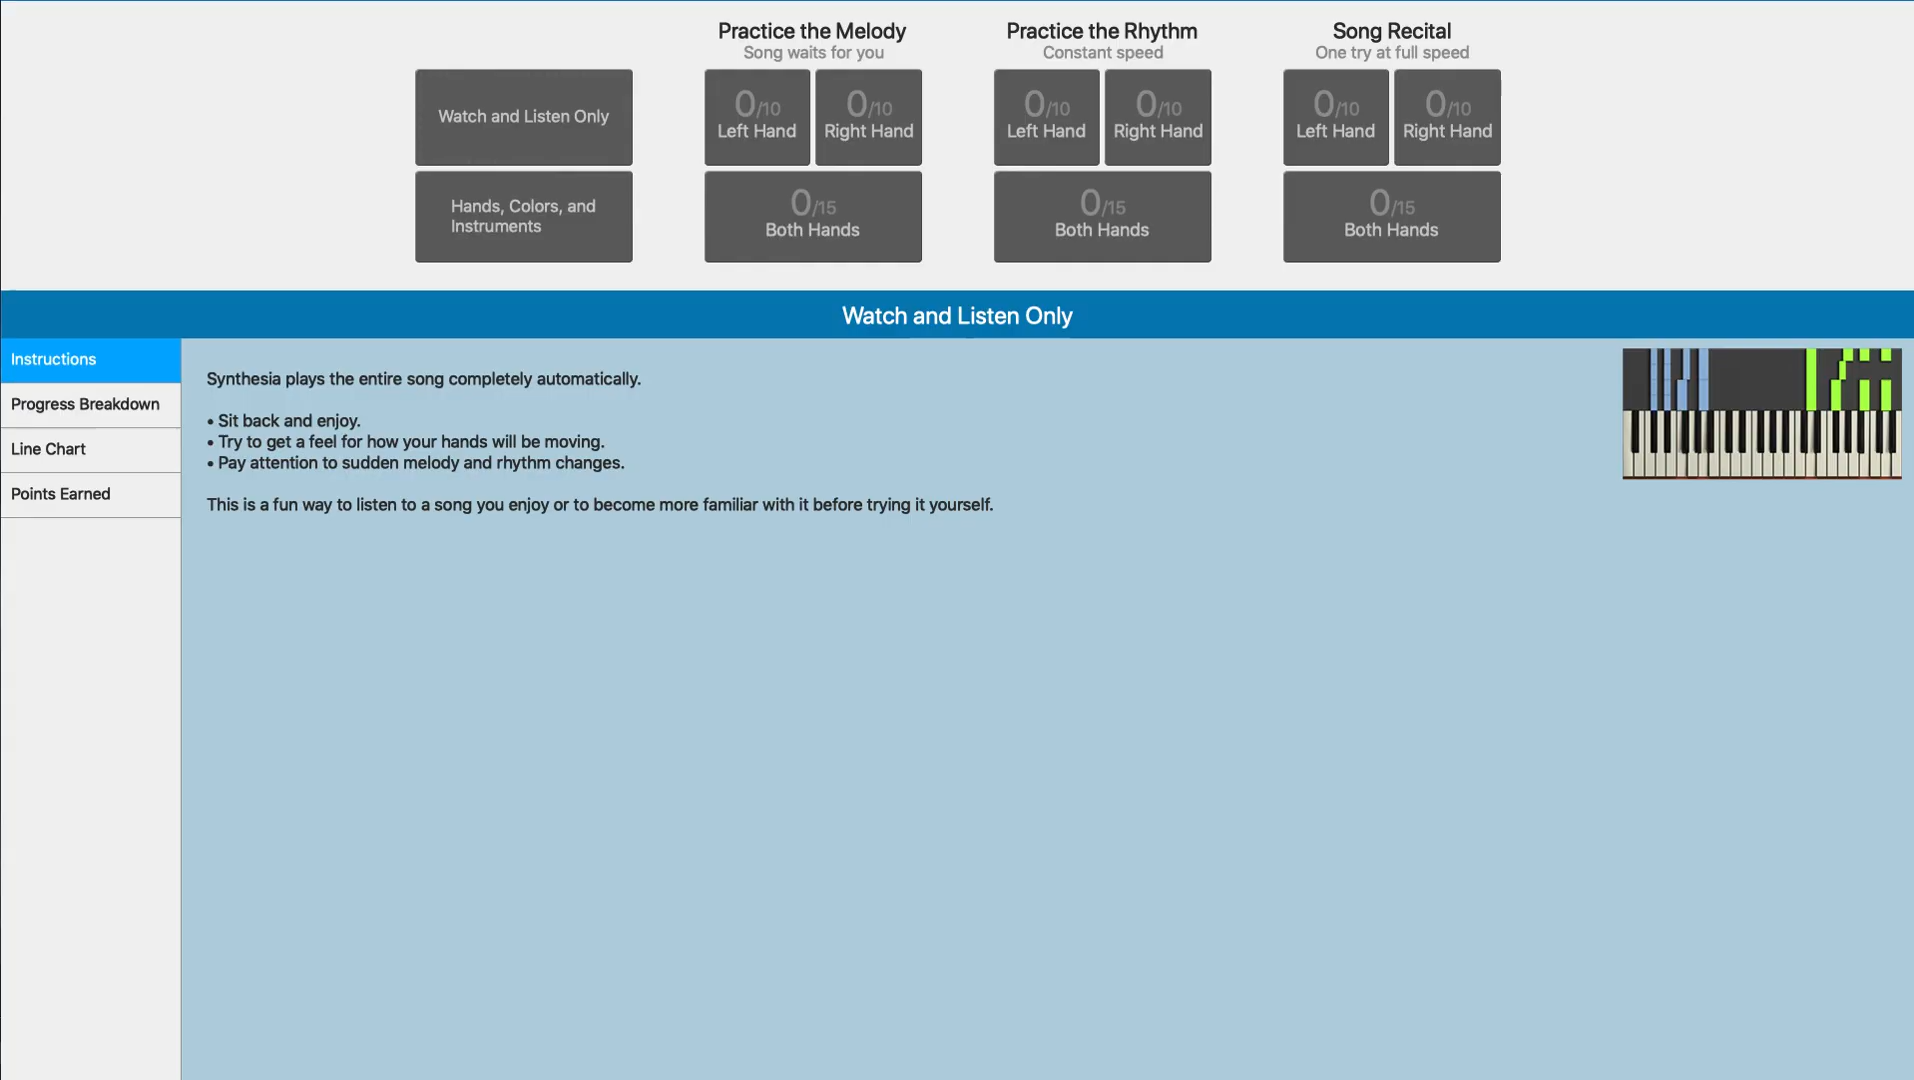 Practice the Melody
Song waits for you
Practice the Rhythm
Constant speed
Song Recital
One try at full speed
Watch and Listen Only
0/10
Left Hand
0/10
Right Hand
0/10
Left Hand
0/10
Right Hand
0/10
Left Hand
0/10
Right Hand
Hands, Colors, and
Instruments
0/15
Both Hands
0/15
Both Hands
0/15
Both Hands
Watch and Listen Only
Instructions
Progress Breakdown
Line Chart
Points Earned
Synthesia plays the entire song completely automatically.
• Sit back and enjoy.
• Try to get a feel for how your hands will be moving.
• Pay attention to sudden melody and rhythm changes.
This is a fun way to listen to a song you enjoy or to become more familiar with it before trying it yourself.